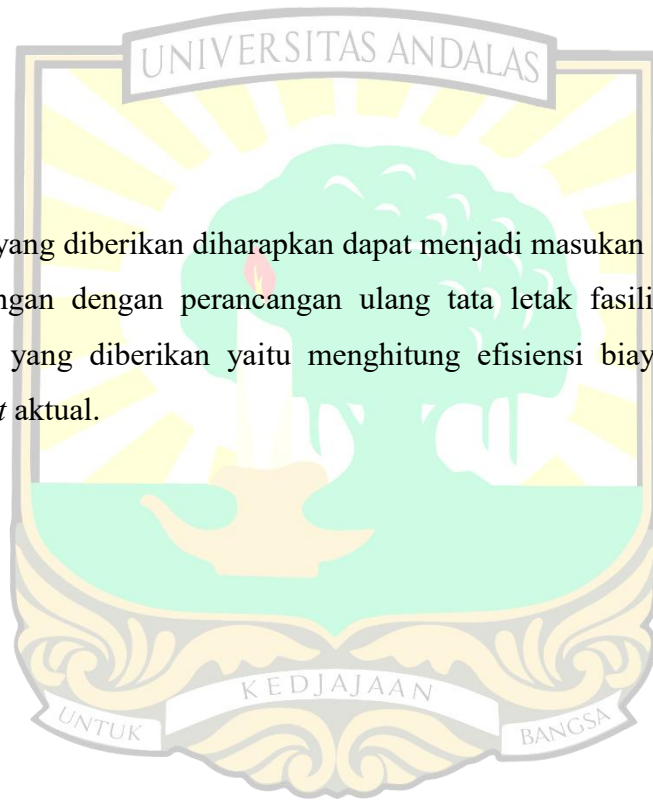 UNIVERSITAS ANDALAS
yang diberikan diharapkan dapat menjadi masukan
ngan dengan perancangan ulang tata letak fasili
yang diberikan yaitu menghitung efisiensi biay
t aktual.
KEDJAJAAN
UNTUK
BANGSA